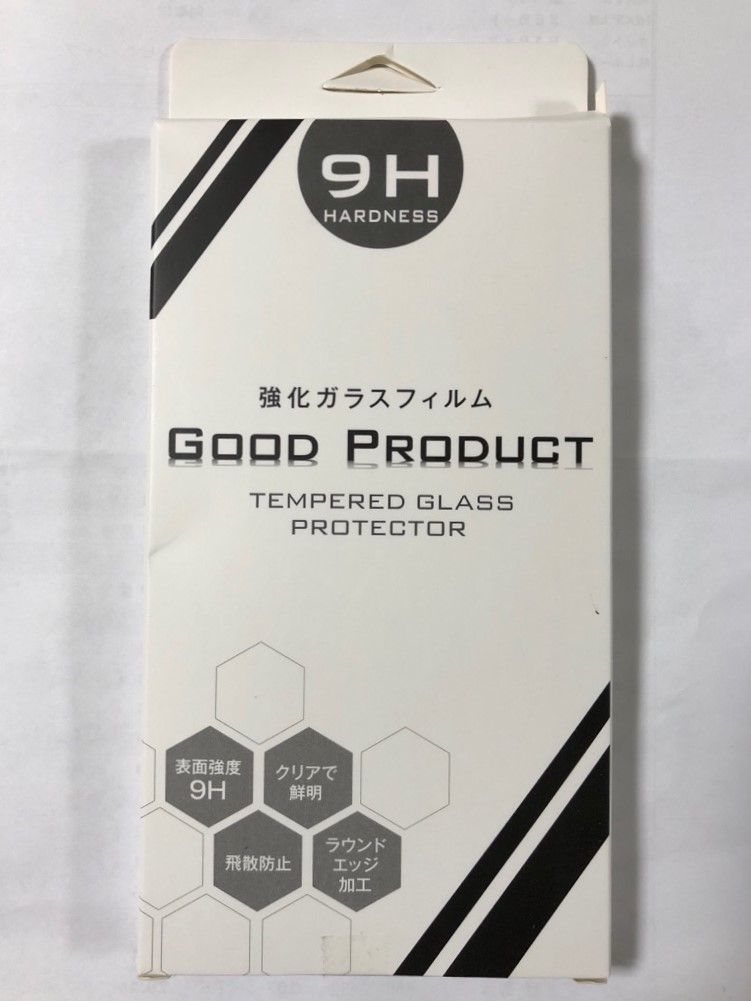 9H
HARDNESS
強化ガラスフィルム
GOOD PRODUCT
TEMPERED GLASS
PROTECTOR
表面強度
9H
クリアで
鮮明
飛散防止
ラウンド
エッジ
加工